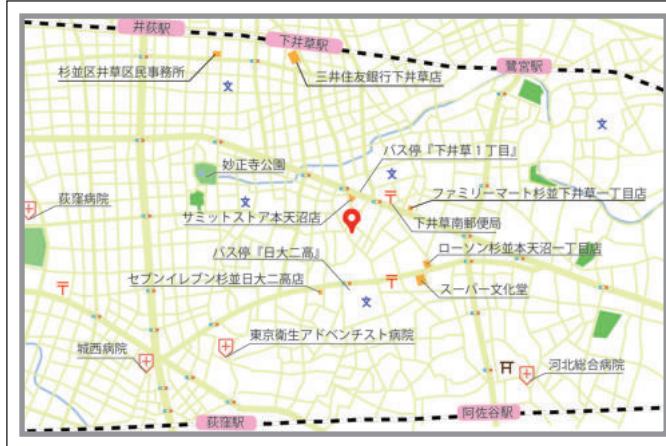 井荻駅
下井草駅
杉並区井草区民事務所
三井住友銀行下井草店
鷺宮駅
文
文
バス停『下井草1丁目』
妙正寺公園
文
荻窪病院
文
ファミリーマート杉並下井草一丁目店
サミットストア本天沼店
下井草南郵便局
バス停『日大二高』
ローソン杉並本天沼一丁目店
セブンイレブン杉並日大二高店
スーパー文化堂
文
東京衛生アドベンチスト病院
城西病院
河北総合病院
荻窪駅
阿佐谷駅